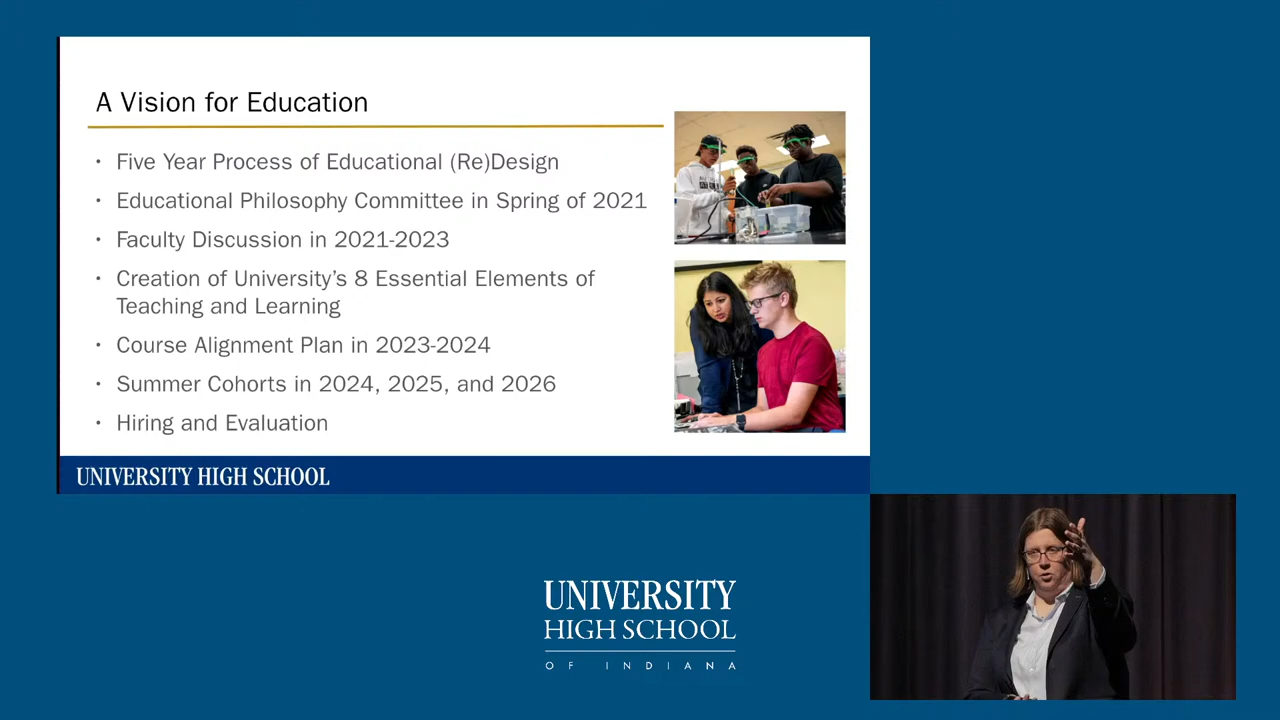 A Vision for Education
• Five Year Process of Educational (Re)Design
• Educational Philosophy Committee in Spring of 2021
• Faculty Discussion in 2021-2023
• Creation of University’s 8 Essential Elements of
Teaching and Learning
Course Alignment Plan in 2023-2024
• Summer Cohorts in 2024, 2025, and 2026
• Hiring and Evaluation
UNIVERSITY HIGH SCHOOL
UNIVERSITY
HIGH SCHOOL
OF INDIANA